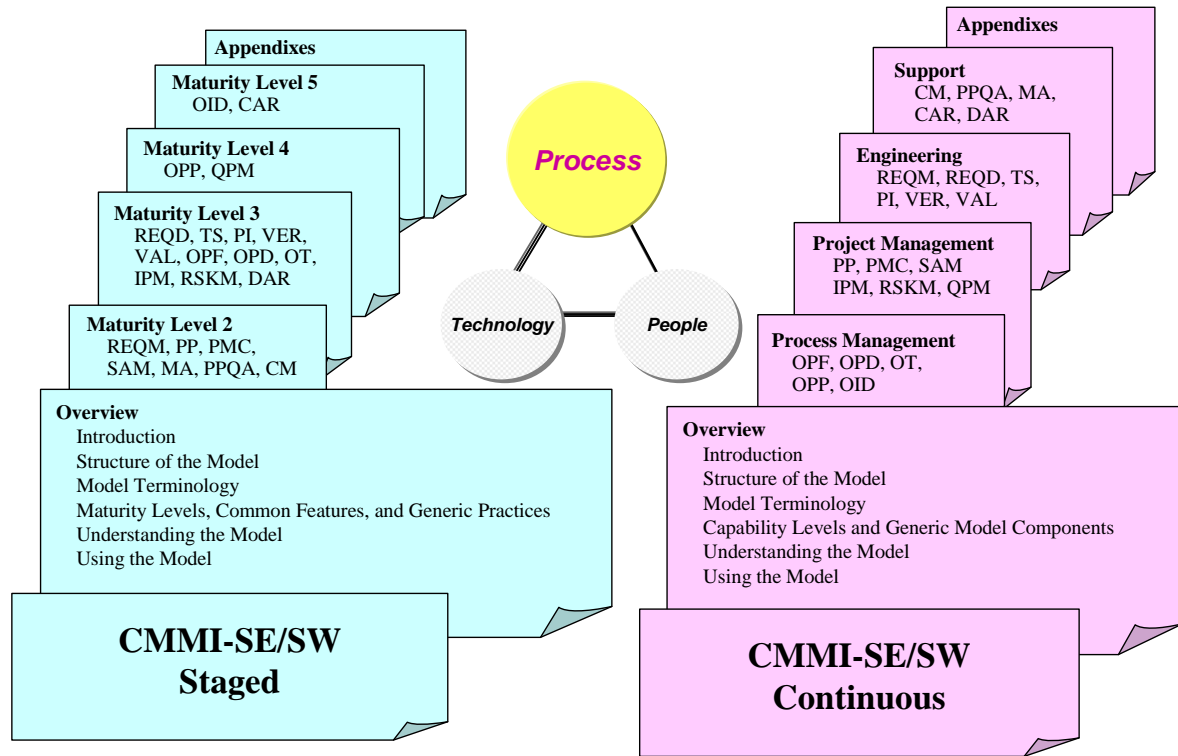 Appendixes
Maturity Level 5
OID, CAR
Maturity Level 4
OPP, QPM
Maturity Level 3
REQD, TS, PI, VER,
VAL, OPF, OPD, OT,
IPM, RSKM, DAR
Maturity Level 2
REQM, PP, PMC,
SAM, MA, PPQA, CM
Overview
Introduction
Structure of the Model
Model Terminology
Maturity Levels, Common Features, and Generic Practices
Understanding the Model
Using the Model
CMMI-SE/SW
Staged
Process
Technology
People
Appendixes
Support
CM, PPQA, MA,
CAR, DAR
Engineering
REQM, REQD, TS,
PI, VER, VAL
Project Management
PP, PMC, SAM
IPM, RSKM, QPM
Process Management
OPF, OPD, OT,
OPP, OID
Overview
Introduction
Structure of the Model
Model Terminology
Capability Levels and Generic Model Components
Understanding the Model
Using the Model
CMMI-SE/SW
Continuous